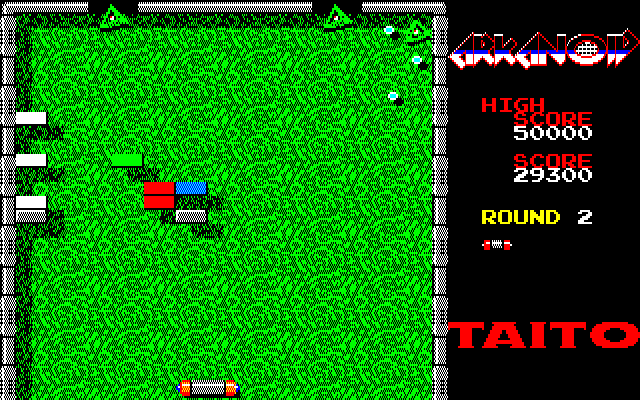 ARKANOID
HIGH
SCORE
50000
SCORE
29300
ROUND 2
TAITO